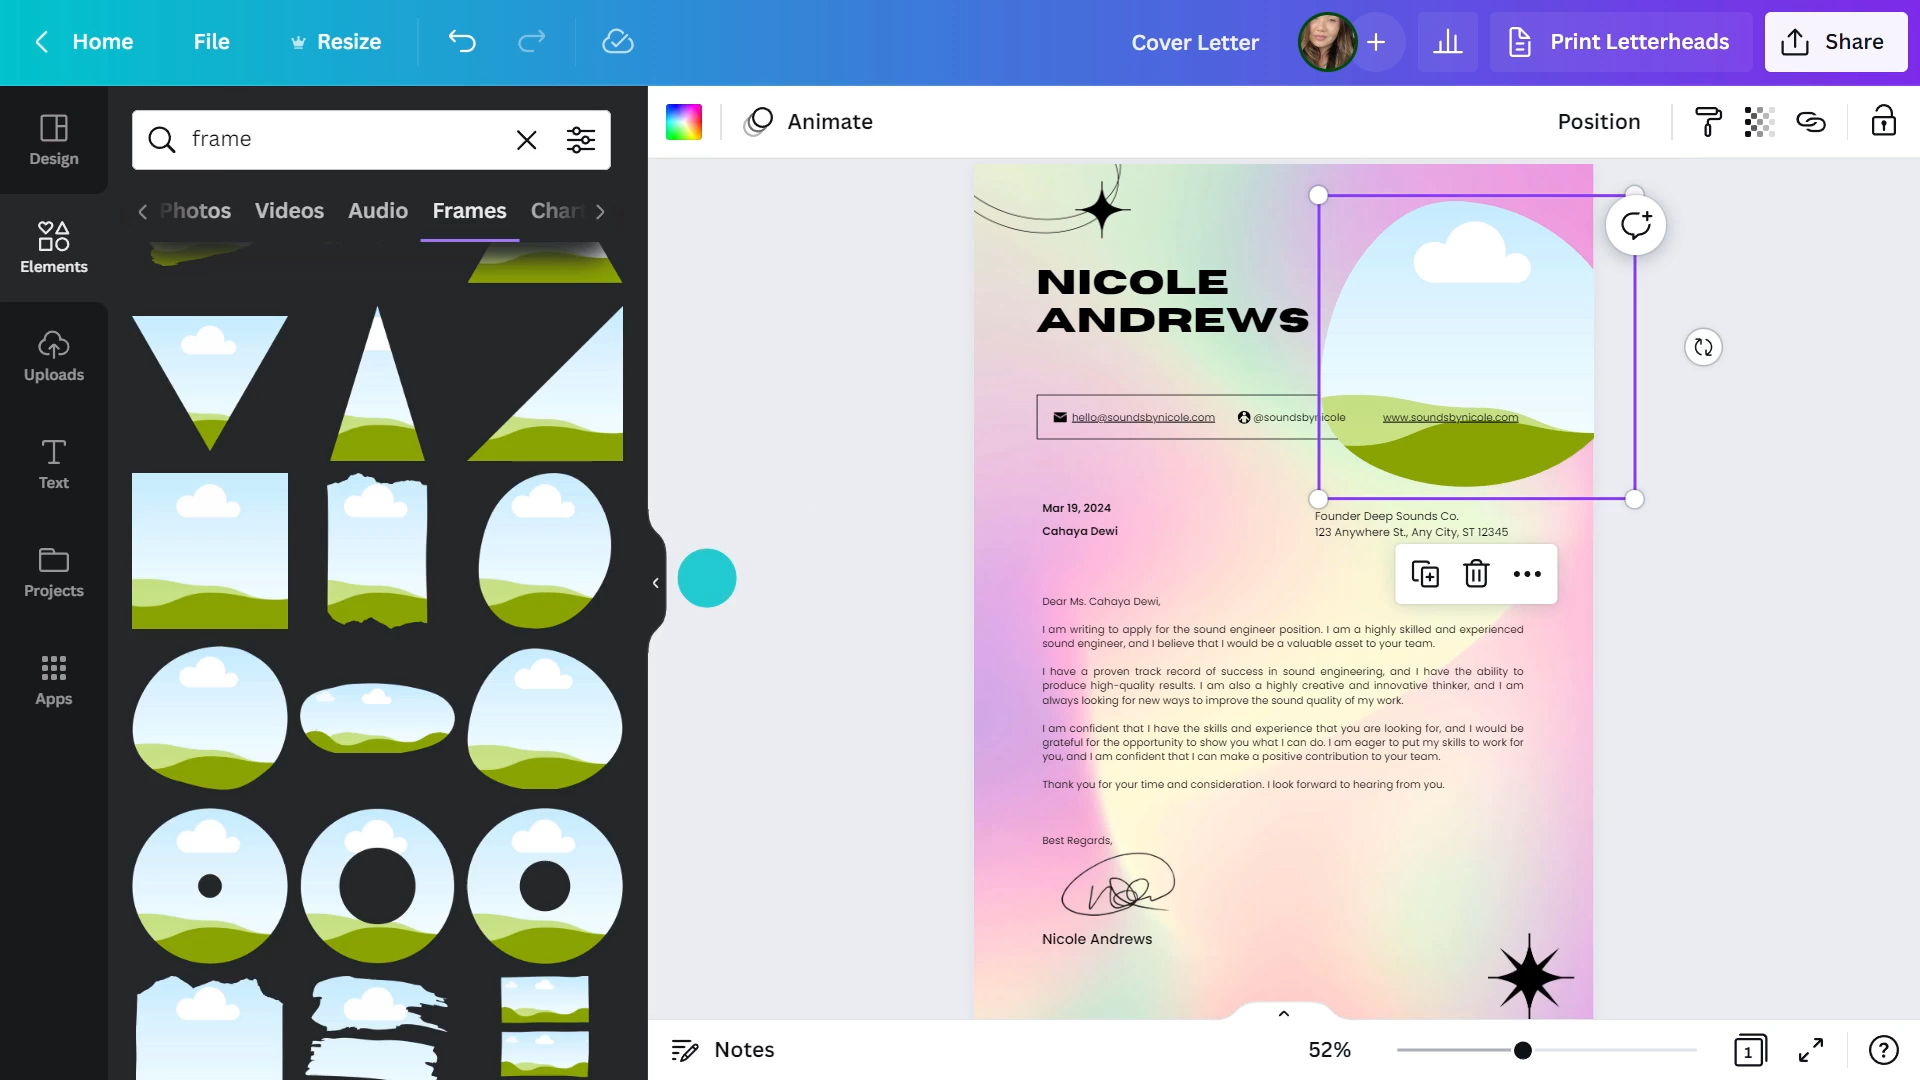 Home
File
Resize
Cover Letter
Print Letterheads
Share
Design
Elements
Uploads
Text
Projects
Apps
frame
Photos
Videos
Audio
Frames
Animate
Position
NICOLE
ANDREWS
hello@soundsbynicole.com
@soundsbynicole
www.soundsbynicole.com
Mar 19, 2024
Cahaya Dewi
Founder Deep Sounds Co.
123 Anywhere St., Any City, ST 12345
Dear Ms. Cahaya Dewi,
I am writing to apply for the sound engineer position. I am a highly skilled and experienced
sound engineer, and I believe that I would be a valuable asset to your team.
I have a proven track record of success in sound engineering, and I have the ability to
produce high-quality results. I am also a highly creative and innovative thinker, and I am
always looking for new ways to improve the sound quality of my work.
I am confident that I have the skills and experience that you are looking for, and I would be
grateful for the opportunity to show you what I can do. I am eager to put my skills to work for
you, and I am confident that I can make a positive contribution to your team.
Thank you for your time and consideration. I look forward to hearing from you.
Best Regards,
Nicole Andrews
Notes
52%
1